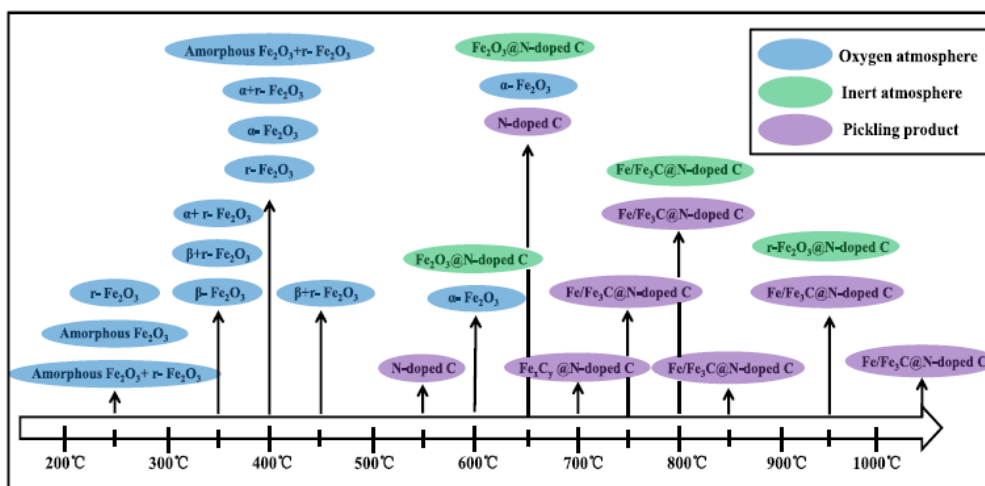 Amorphous Fe₂O₃+r- Fe₂O₃
α+r- Fe₂O₃
α- Fe₂O₃
r- Fe₂O₃
α+ r- Fe₂O₃
β+r- Fe₂O₃
β- Fe₂O₃
β+r- Fe₂O₃
r- Fe₂O₃
Amorphous Fe₂O₃
Amorphous Fe₂O₃+ r- Fe₂O₃
Fe₂O₃@N-doped C
α- Fe₂O₃
N-doped C
Fe₂O₃@N-doped C
α- Fe₂O₃
N-doped C
Fe/Fe₃C@N-doped C
Fe/Fe₃C@N-doped C
Fe/Fe₃C@N-doped C
FeₓCᵧ @N-doped C
Fe/Fe₃C@N-doped C
r-Fe₂O₃@N-doped C
Fe/Fe₃C@N-doped C
Fe/Fe₃C@N-doped C
Oxygen atmosphere
Inert atmosphere
Pickling product
200℃ 300℃ 400℃ 500℃ 600℃ 700℃ 800℃ 900℃ 1000℃